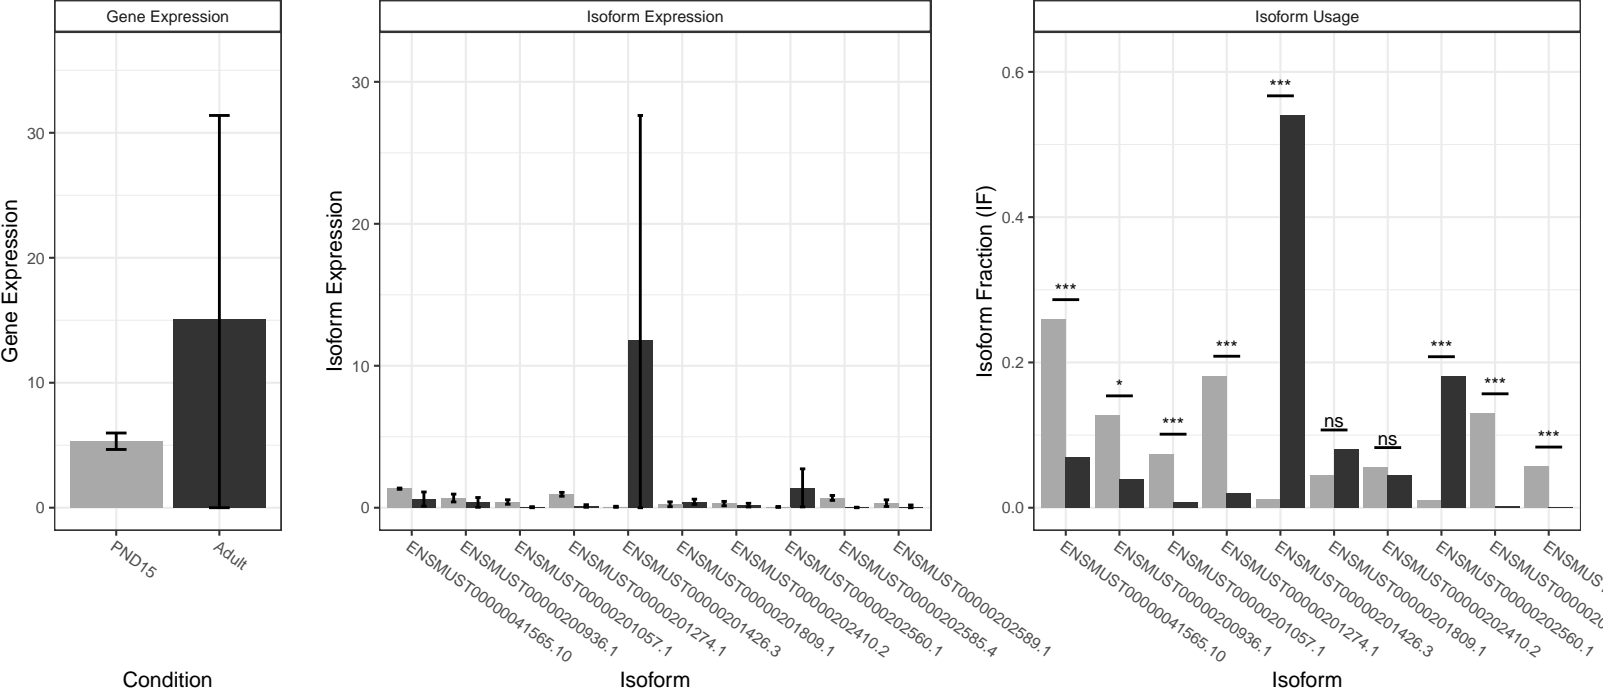 Gene Expression
Isoform Expression
Isoform Usage
Gene Expression
0
10
20
30
PND15
Adult
Condition
Isoform Expression
0
10
20
30
ENSMUST00000041565.10
ENSMUST00000200936.1
ENSMUST00000201057.1
ENSMUST00000201274.1
ENSMUST00000201426.3
ENSMUST00000201809.1
ENSMUST00000202410.2
ENSMUST00000202560.1
ENSMUST00000202585.4
ENSMUST00000202589.1
Isoform
Isoform Fraction (IF)
0.0
0.2
0.4
0.6
***
*
***
***
***
ns
ns
***
***
***
ENSMUST00000041565.10
ENSMUST00000200936.1
ENSMUST00000201057.1
ENSMUST00000201274.1
ENSMUST00000201426.3
ENSMUST00000201809.1
ENSMUST00000202410.2
ENSMUST00000202560.1
Isoform